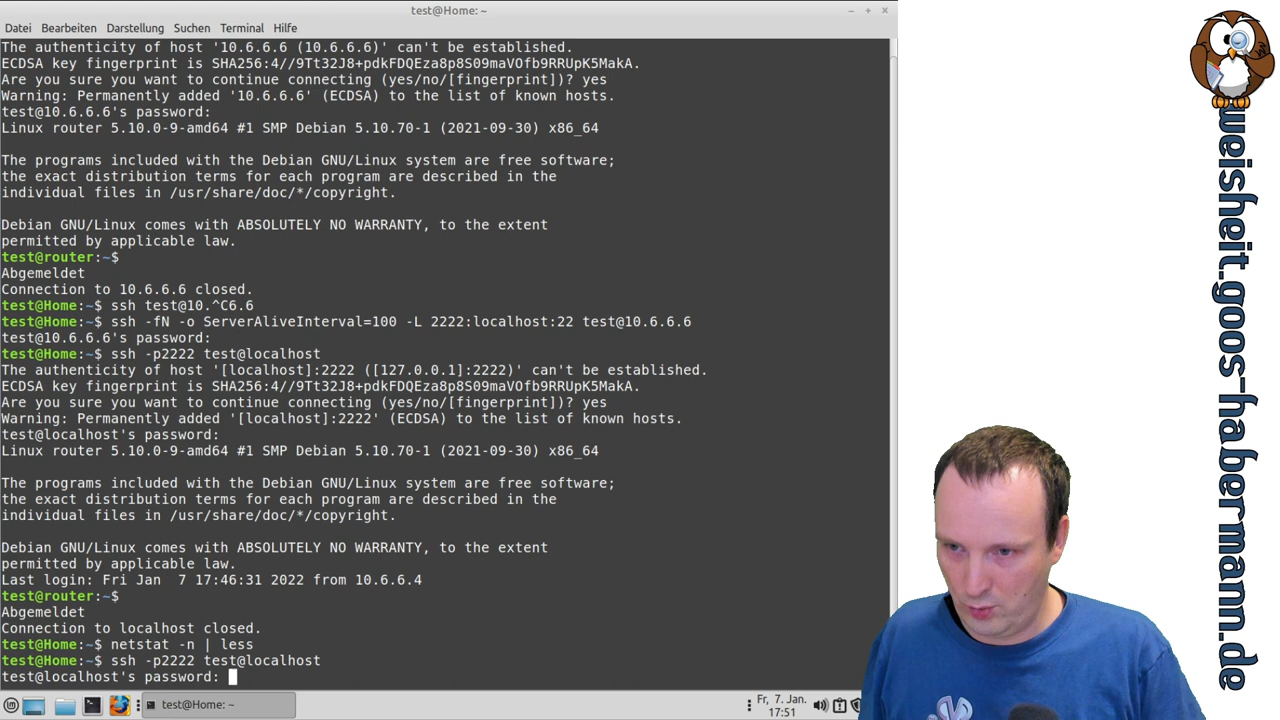 test@Home: ~
Datei Bearbeiten Darstellung Suchen Terminal Hilfe
The authenticity of host '10.6.6.6 (10.6.6.6)' can't be established.
ECDSA key fingerprint is SHA256:4//9Tt32J8+pdkFDQEza8p8S09maVOfb9RRUpK5MakA.
Are you sure you want to continue connecting (yes/no/[fingerprint])? yes
Warning: Permanently added '10.6.6.6' (ECDSA) to the list of known hosts.
test@10.6.6.6's password:
Linux router 5.10.0-9-amd64 #1 SMP Debian 5.10.70-1 (2021-09-30) x86_64
The programs included with the Debian GNU/Linux system are free software;
the exact distribution terms for each program are described in the
individual files in /usr/share/doc/*/copyright.
Debian GNU/Linux comes with ABSOLUTELY NO WARRANTY, to the extent
permitted by applicable law.
test@router:~$
Abgemeldet
Connection to 10.6.6.6 closed.
test@Home:~$ ssh test@10.^C6.6
test@Home:~$ ssh -fN -o ServerAliveInterval=100 -L 2222:localhost:22 test@10.6.6.6
test@10.6.6.6's password:
test@Home:~$ ssh -p2222 test@localhost
The authenticity of host '[localhost]:2222 ([127.0.0.1]:2222)' can't be established.
ECDSA key fingerprint is SHA256:4//9Tt32J8+pdkFDQEza8p8S09maVOfb9RRUpK5MakA.
Are you sure you want to continue connecting (yes/no/[fingerprint])? yes
Warning: Permanently added '[localhost]:2222' (ECDSA) to the list of known hosts.
test@localhost's password:
Linux router 5.10.0-9-amd64 #1 SMP Debian 5.10.70-1 (2021-09-30) x86_64
The programs included with the Debian GNU/Linux system are free software;
the exact distribution terms for each program are described in the
individual files in /usr/share/doc/*/copyright.
Debian GNU/Linux comes with ABSOLUTELY NO WARRANTY, to the extent
permitted by applicable law.
Last login: Fri Jan  7 17:46:31 2022 from 10.6.6.4
test@router:~$
Abgemeldet
Connection to localhost closed.
test@Home:~$ netstat -n | less
test@Home:~$ ssh -p2222 test@localhost
test@localhost's password:
test@Home: ~
Fr, 7. Jan.
17:51
weisheit.goos-habermann.de